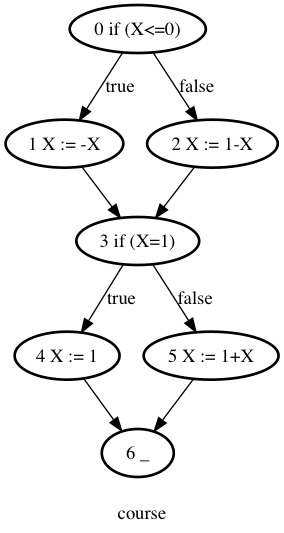 0 if (X<=0)
true
false
1 X := -X
2 X := 1-X
3 if (X=1)
true
false
4 X := 1
5 X := 1+X
6 _
course